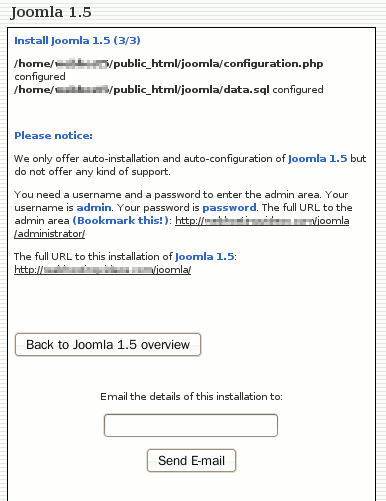 Joomla 1.5
Install Joomla 1.5 (3/3)
/home/ /public_html/joomla/configuration.php
configured
/home/ /public_html/joomla/data.sql configured
Please notice:
We only offer auto-installation and auto-configuration of Joomla 1.5 but
do not offer any kind of support.
You need a username and a password to enter the admin area. Your
username is admin. Your password is password. The full URL to the
admin area (Bookmark this!): http:// /joomla
/administrator/
The full URL to this installation of Joomla 1.5:
http:// /joomla/
Back to Joomla 1.5 overview
Email the details of this installation to:
Send E-mail